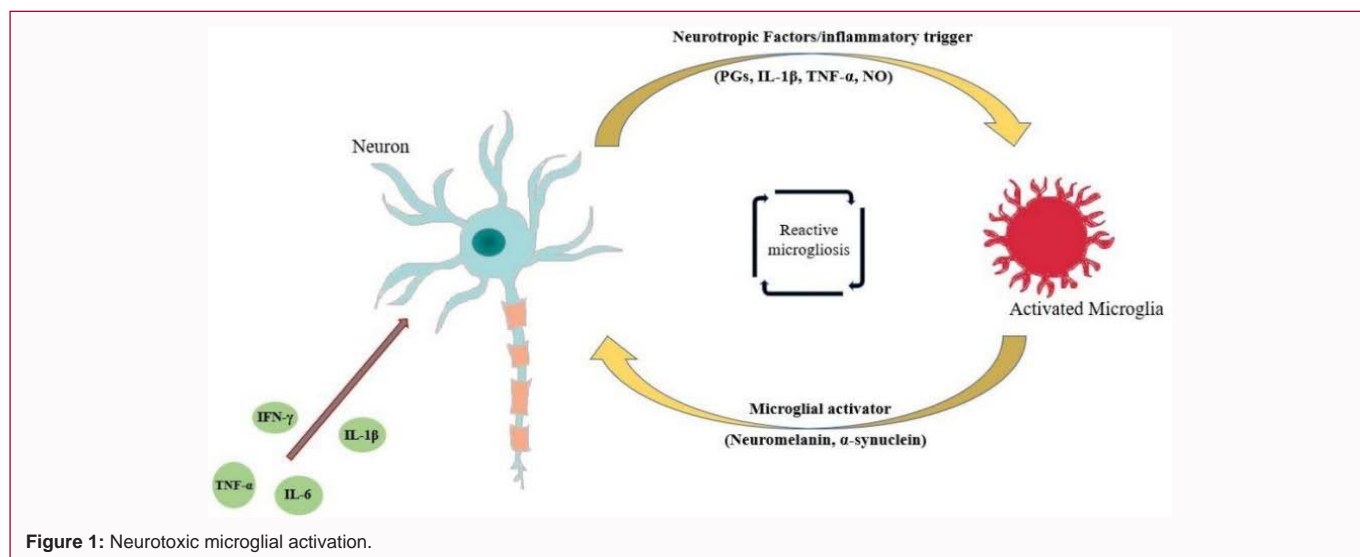 Neurotropic Factors/inflammatory trigger
(PGs, IL-1β, TNF-α, NO)
Neuron
Reactive
microgliosis
Activated Microglia
Microglial activator
(Neuromelanin, α-synuclein)
IFN-γ
IL-1β
TNF-α
IL-6
Figure 1: Neurotoxic microglial activation.